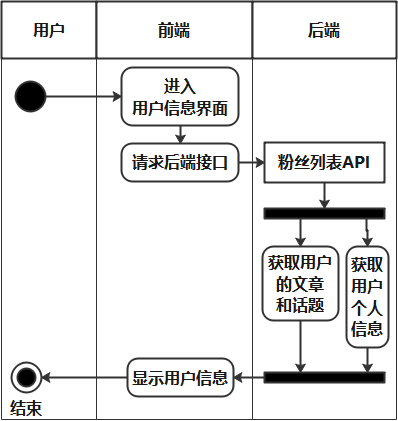 用户
前端
后端
进入
用户信息界面
请求后端接口
粉丝列表API
获取用户
的文章
和话题
获取
用户
个人
信息
显示用户信息
结束